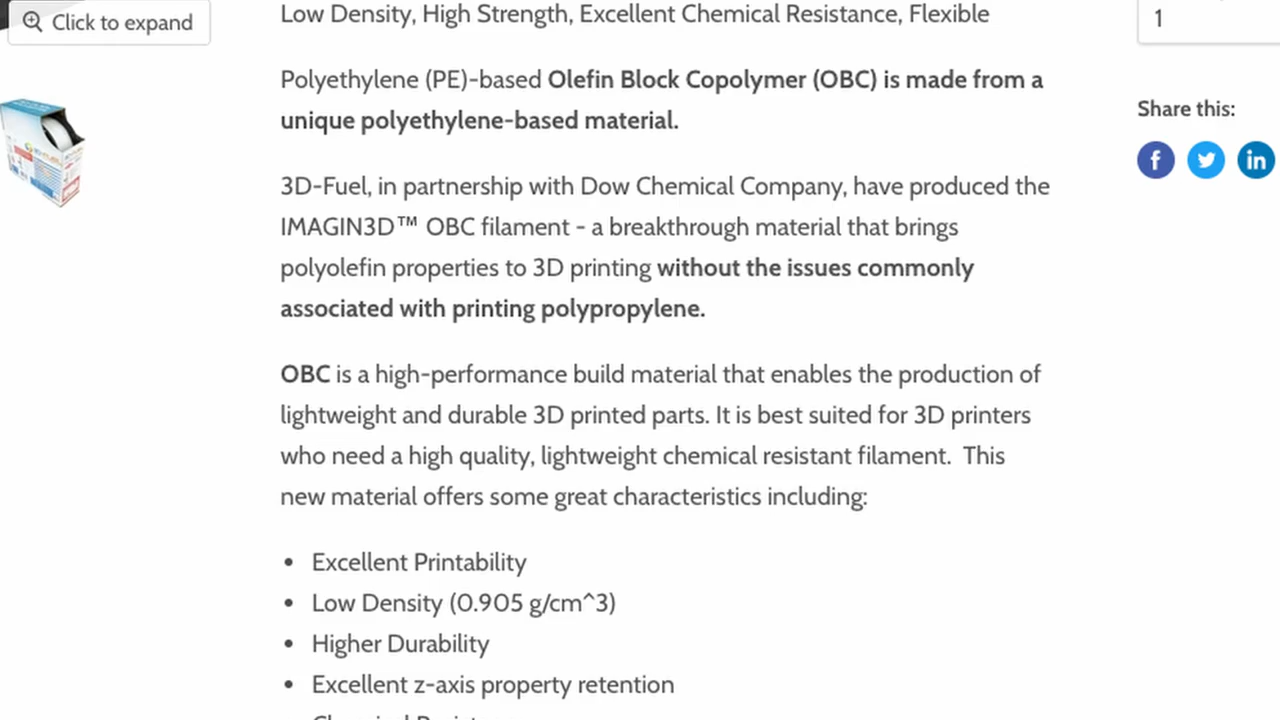 Click to expand
Low Density, High Strength, Excellent Chemical Resistance, Flexible
1
Polyethylene (PE)-based Olefin Block Copolymer (OBC) is made from a
unique polyethylene-based material.
Share this:
3D-Fuel, in partnership with Dow Chemical Company, have produced the
IMAGIN3D™ OBC filament - a breakthrough material that brings
polyolefin properties to 3D printing without the issues commonly
associated with printing polypropylene.
OBC is a high-performance build material that enables the production of
lightweight and durable 3D printed parts. It is best suited for 3D printers
who need a high quality, lightweight chemical resistant filament.  This
new material offers some great characteristics including:
• Excellent Printability
• Low Density (0.905 g/cm^3)
• Higher Durability
• Excellent z-axis property retention